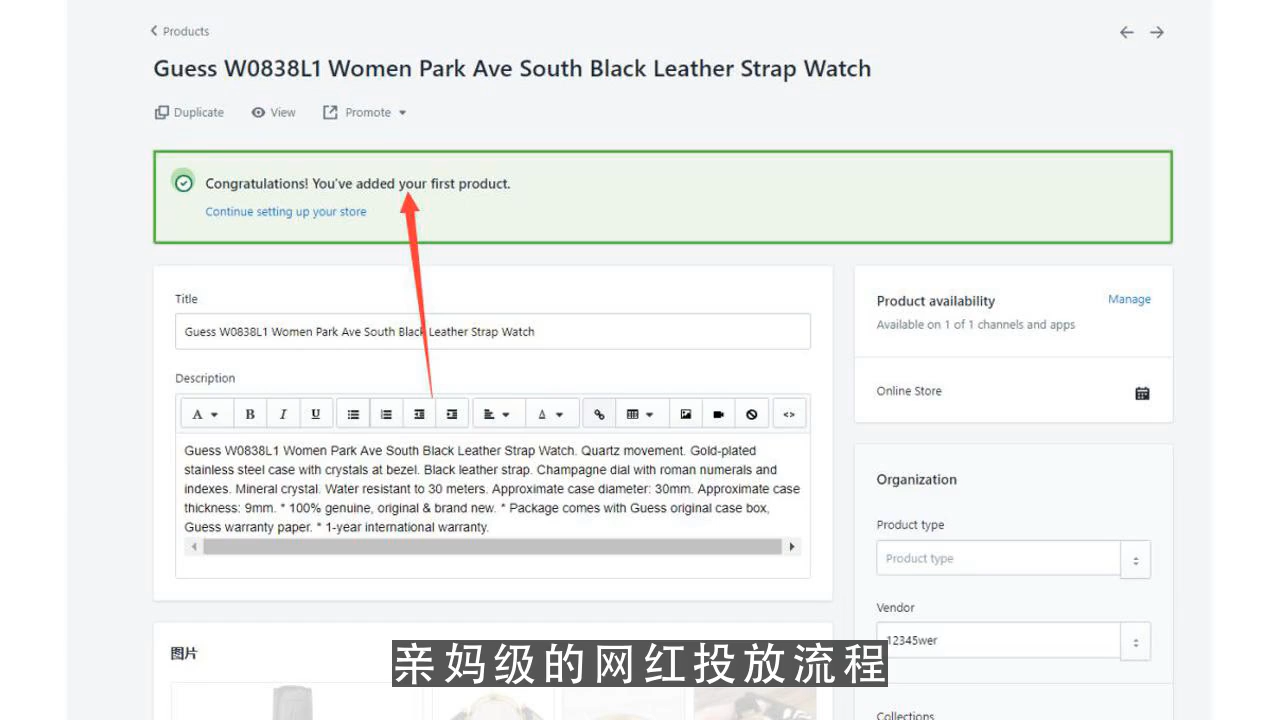 Products
Guess W0838L1 Women Park Ave South Black Leather Strap Watch
Duplicate View Promote
Congratulations! You've added your first product.
Continue setting up your store
Title
Guess W0838L1 Women Park Ave South Black Leather Strap Watch
Description
A B I U A <>
Guess W0838L1 Women Park Ave South Black Leather Strap Watch. Quartz movement. Gold-plated
stainless steel case with crystals at bezel. Black leather strap. Champagne dial with roman numerals and
indexes. Mineral crystal. Water resistant to 30 meters. Approximate case diameter: 30mm. Approximate case
thickness: 9mm. * 100% genuine, original & brand new. * Package comes with Guess original case box,
Guess warranty paper. * 1-year international warranty.
图片
Product availability
Manage
Available on 1 of 1 channels and apps
Online Store
Organization
Product type
Product type
Vendor
12345wer
Collections
亲妈级的网红投放流程